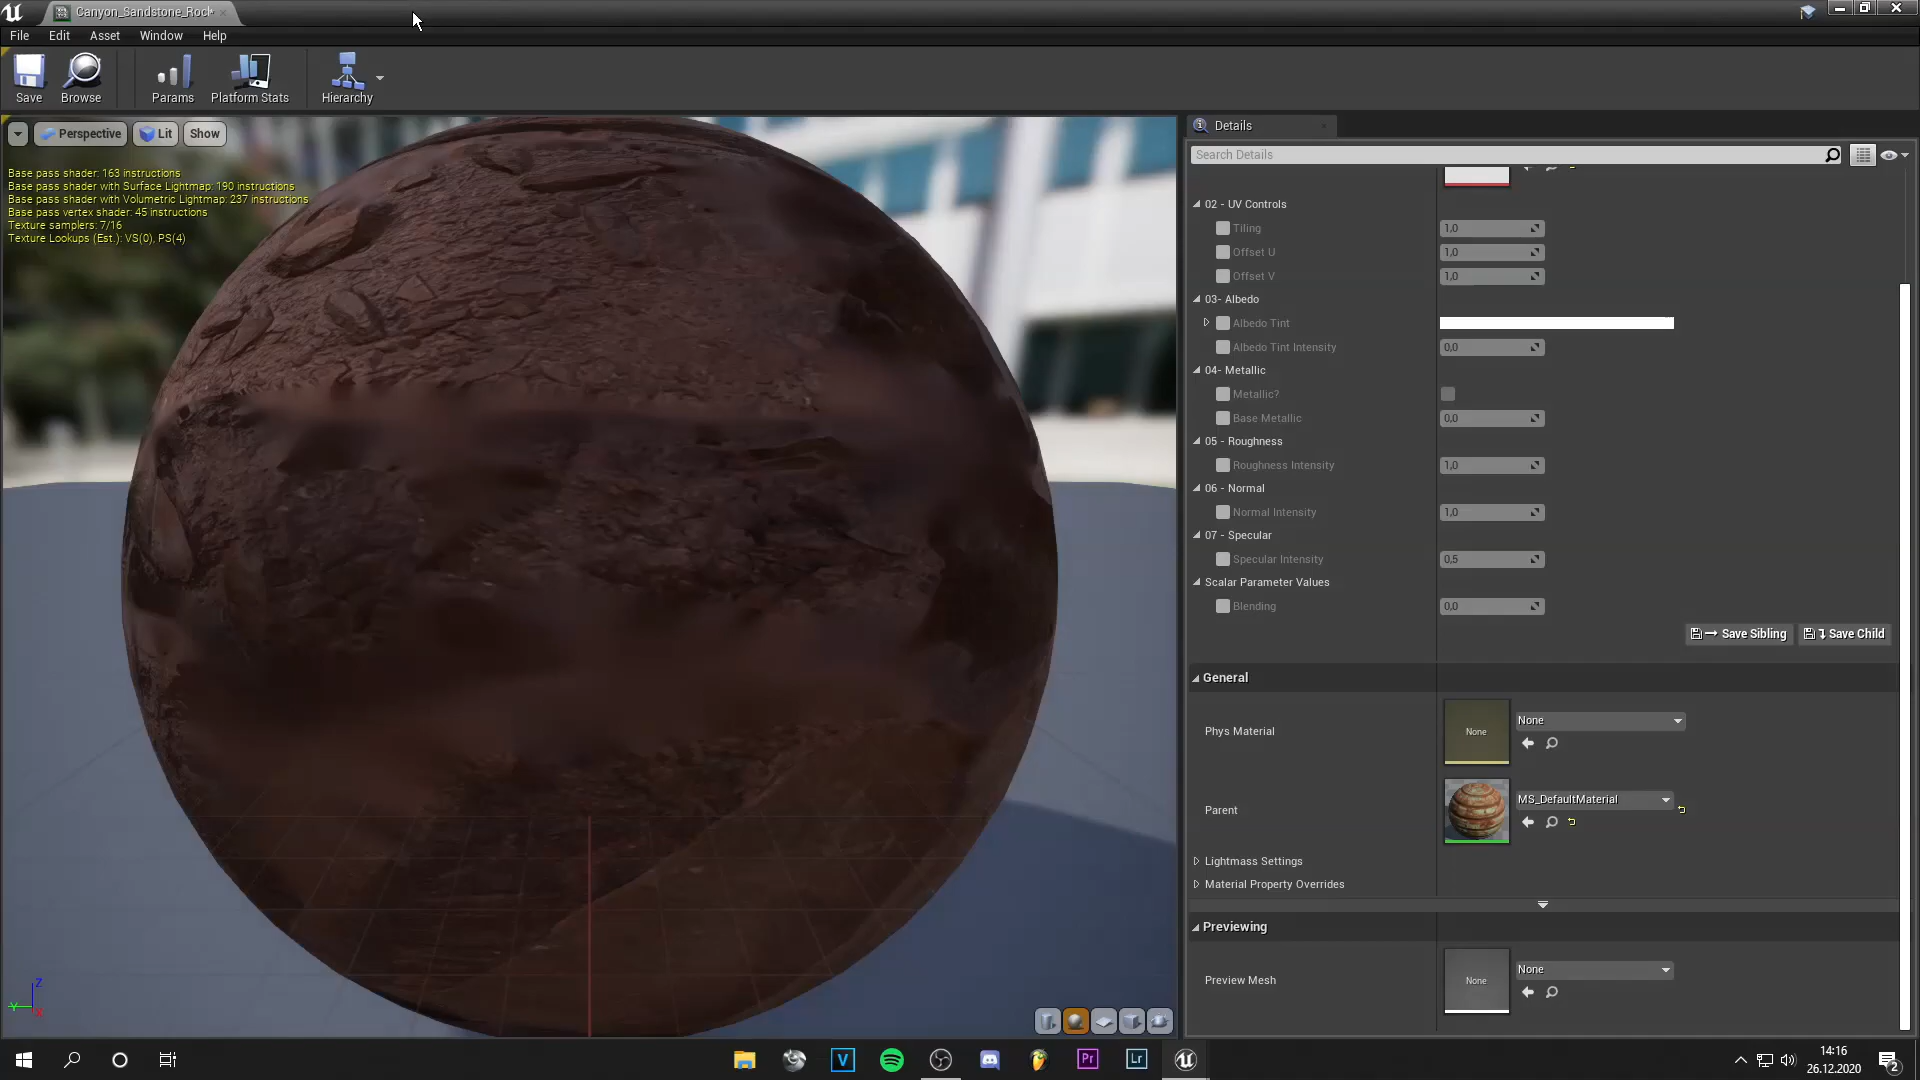 Canyon_Sandstone_Rock
File Edit Asset Window Help
Save Browse Params Platform Stats Hierarchy
Perspective Lit Show
Base pass shader: 163 instructions
Base pass shader with Surface Lightmap: 190 instructions
Base pass shader with Volumetric Lightmap: 237 instructions
Base pass vertex shader: 45 instructions
Texture samplers: 7/16
Texture Lookups (Est.): VS(0), PS(4)
Z
Y
X
Details
Search Details
02 - UV Controls
Tiling 1,0
Offset U 1,0
Offset V 1,0
03- Albedo
Albedo Tint
Albedo Tint Intensity 0,0
04- Metallic
Metallic?
Base Metallic 0,0
05 - Roughness
Roughness Intensity 1,0
06 - Normal
Normal Intensity 1,0
07 - Specular
Specular Intensity 0,5
Scalar Parameter Values
Blending 0,0
Save Sibling Save Child
General
Phys Material None None
Parent MS_DefaultMaterial
Lightmass Settings
Material Property Overrides
Previewing
Preview Mesh None None
V Pr Lr
14:16
26.12.2020
2